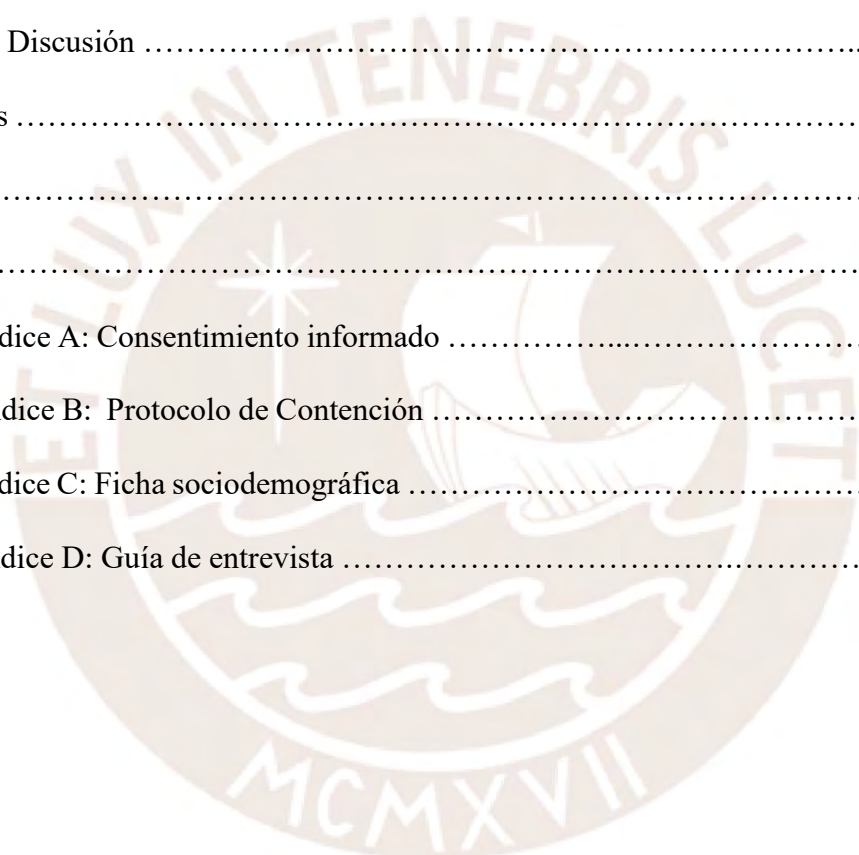 Discusión ……………………………………………………………..
s ……………………………………………………………………
……………………………………………………………………
……………………………………………………………………
dice A: Consentimiento informado ……………...…………………
dice B: Protocolo de Contención ……………………………………
dice C: Ficha sociodemográfica ………………………………………
dice D: Guía de entrevista ……………………………….…………
ET LUX IN TENEBRIS LUCET
MCMXVII